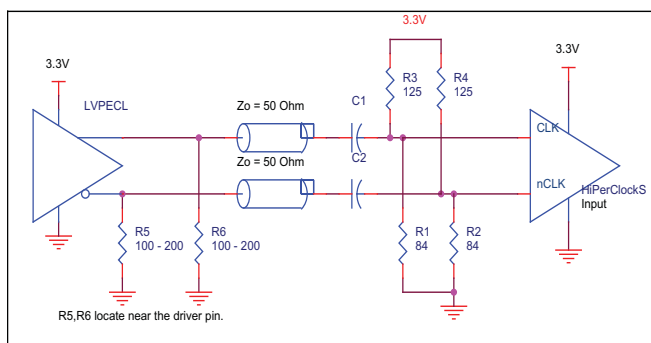 3.3V
3.3V
3.3V
LVPECL
R3
125
R4
125
Zo = 50 Ohm
C1
CLK
Zo = 50 Ohm
C2
nCLK
HiPerClockS
Input
R5
100 - 200
R6
100 - 200
R1
84
R2
84
R5,R6 locate near the driver pin.